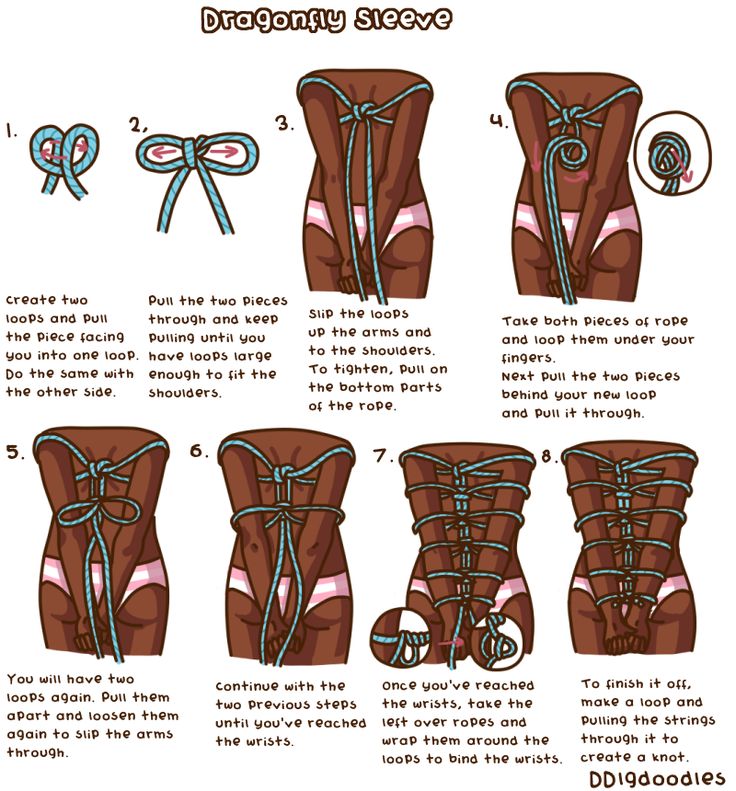 Dragonfly Sleeve
1.
2,
3.
4.
Create two
loops and pull
the piece facing
you into one loop.
Do the same with
the other side.
Pull the two pieces
through and keep
pulling until you
have loops large
enough to fit the
shoulders.
Slip the loops
up the arms and
to the shoulders.
To tighten, pull on
the bottom parts
of the rope.
Take both pieces of rope
and loop them under your
fingers.
Next pull the two pieces
behind your new loop
and pull it through.
5.
6.
7.
8.
You will have two
loops again. Pull them
apart and loosen them
again to slip the arms
through.
Continue with the
two previous steps
until you've reached
the wrists.
Once you've reached
the wrists, take the
left over ropes and
wrap them around the
loops to bind the wrists.
To finish it off,
make a loop and
pulling the strings
through it to
create a knot.
DDigdoodles